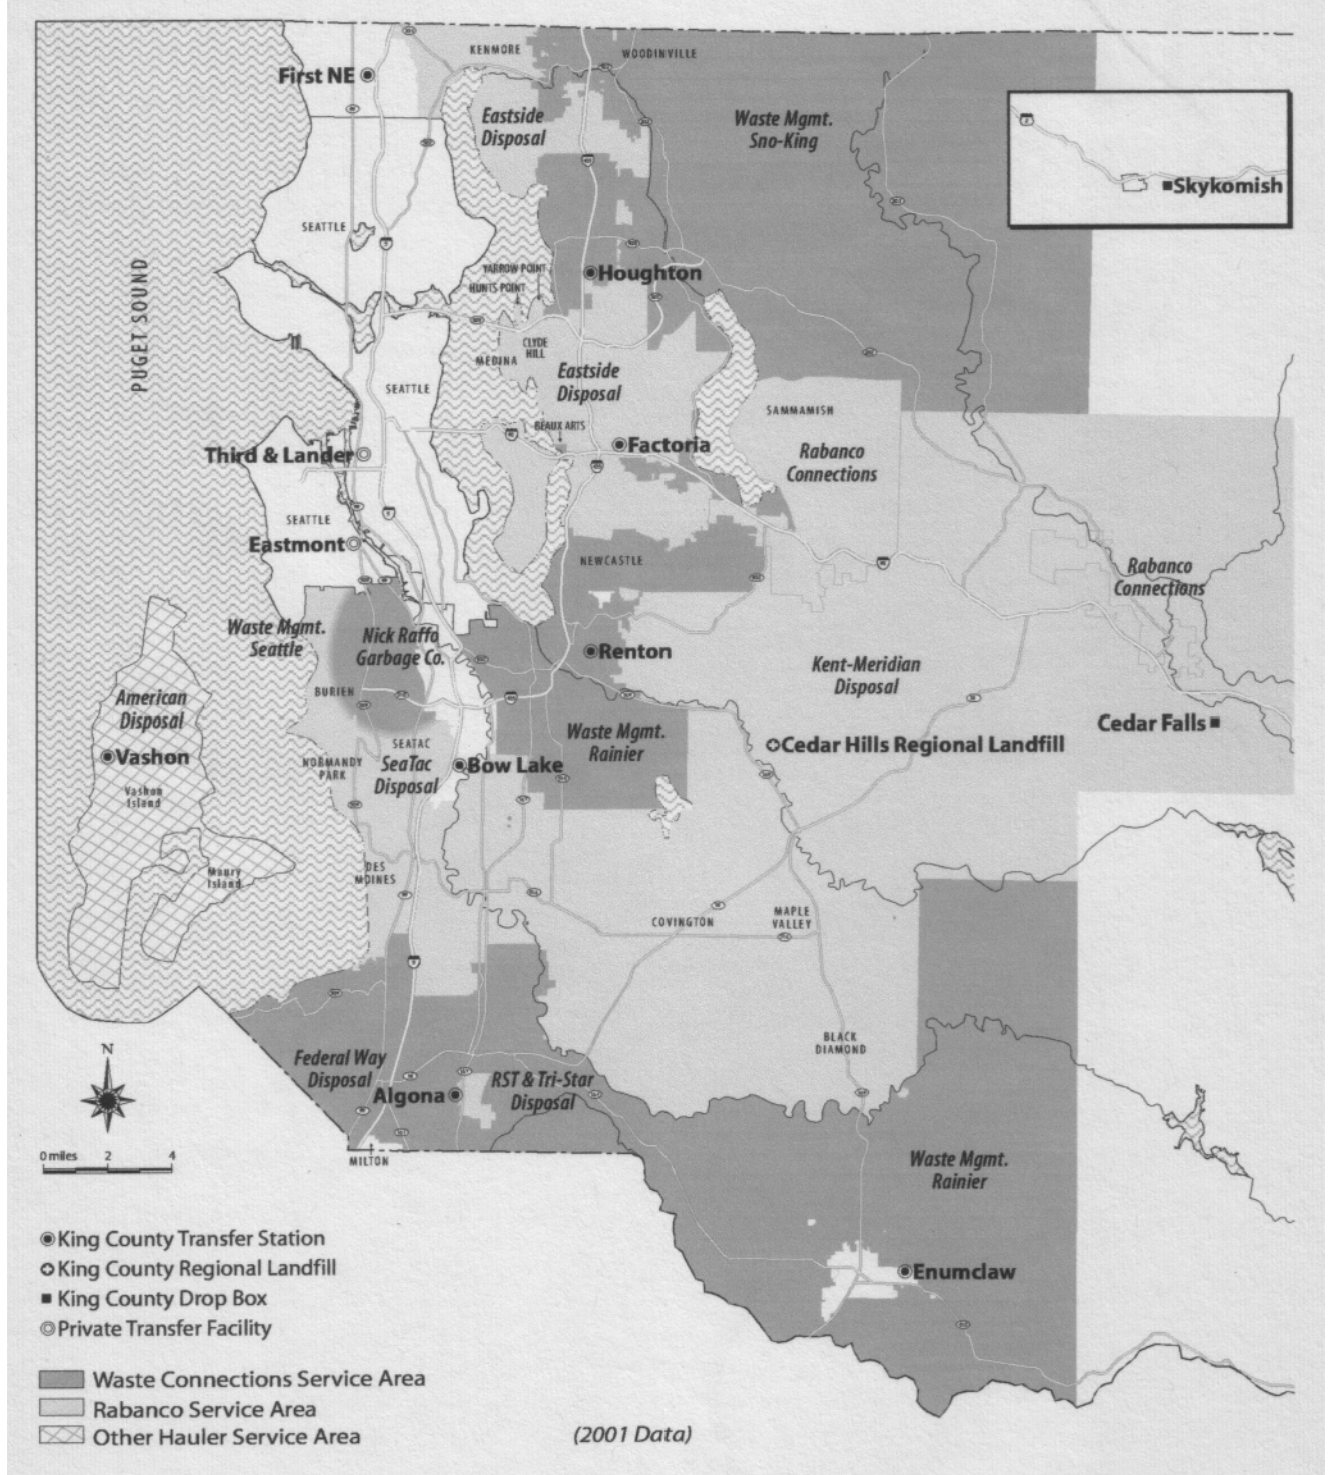 KENMORE
WOODINVILLE
First NE
Eastside
Disposal
Waste Mgmt.
Sno-King
Skykomish
SEATTLE
PUGET SOUND
YARROW POINT
HUNTS POINT
Houghton
CLYDE
HILL
MEDINA
Eastside
Disposal
SEATTLE
SAMMAMISH
BEAUX ARTS
Factoria
Third & Lander
Rabanco
Connections
SEATTLE
Eastmont
NEWCASTLE
Rabanco
Connections
Waste Mgmt.
Seattle
Nick Raffo
Garbage Co.
Renton
Kent-Meridian
Disposal
American
Disposal
BURIEN
Waste Mgmt.
Rainier
Cedar Falls
Cedar Hills Regional Landfill
Vashon
SEATAC
SeaTac
Disposal
NORMANDY
PARK
Bow Lake
Vashon
Island
Maury
Island
DES
MOINES
COVINGTON
MAPLE
VALLEY
BLACK
DIAMOND
N
Federal Way
Disposal
RST & Tri-Star
Disposal
Algona
0 miles 2 4
MILTON
Waste Mgmt.
Rainier
Enumclaw
King County Transfer Station
King County Regional Landfill
King County Drop Box
Private Transfer Facility
Waste Connections Service Area
Rabanco Service Area
Other Hauler Service Area
(2001 Data)